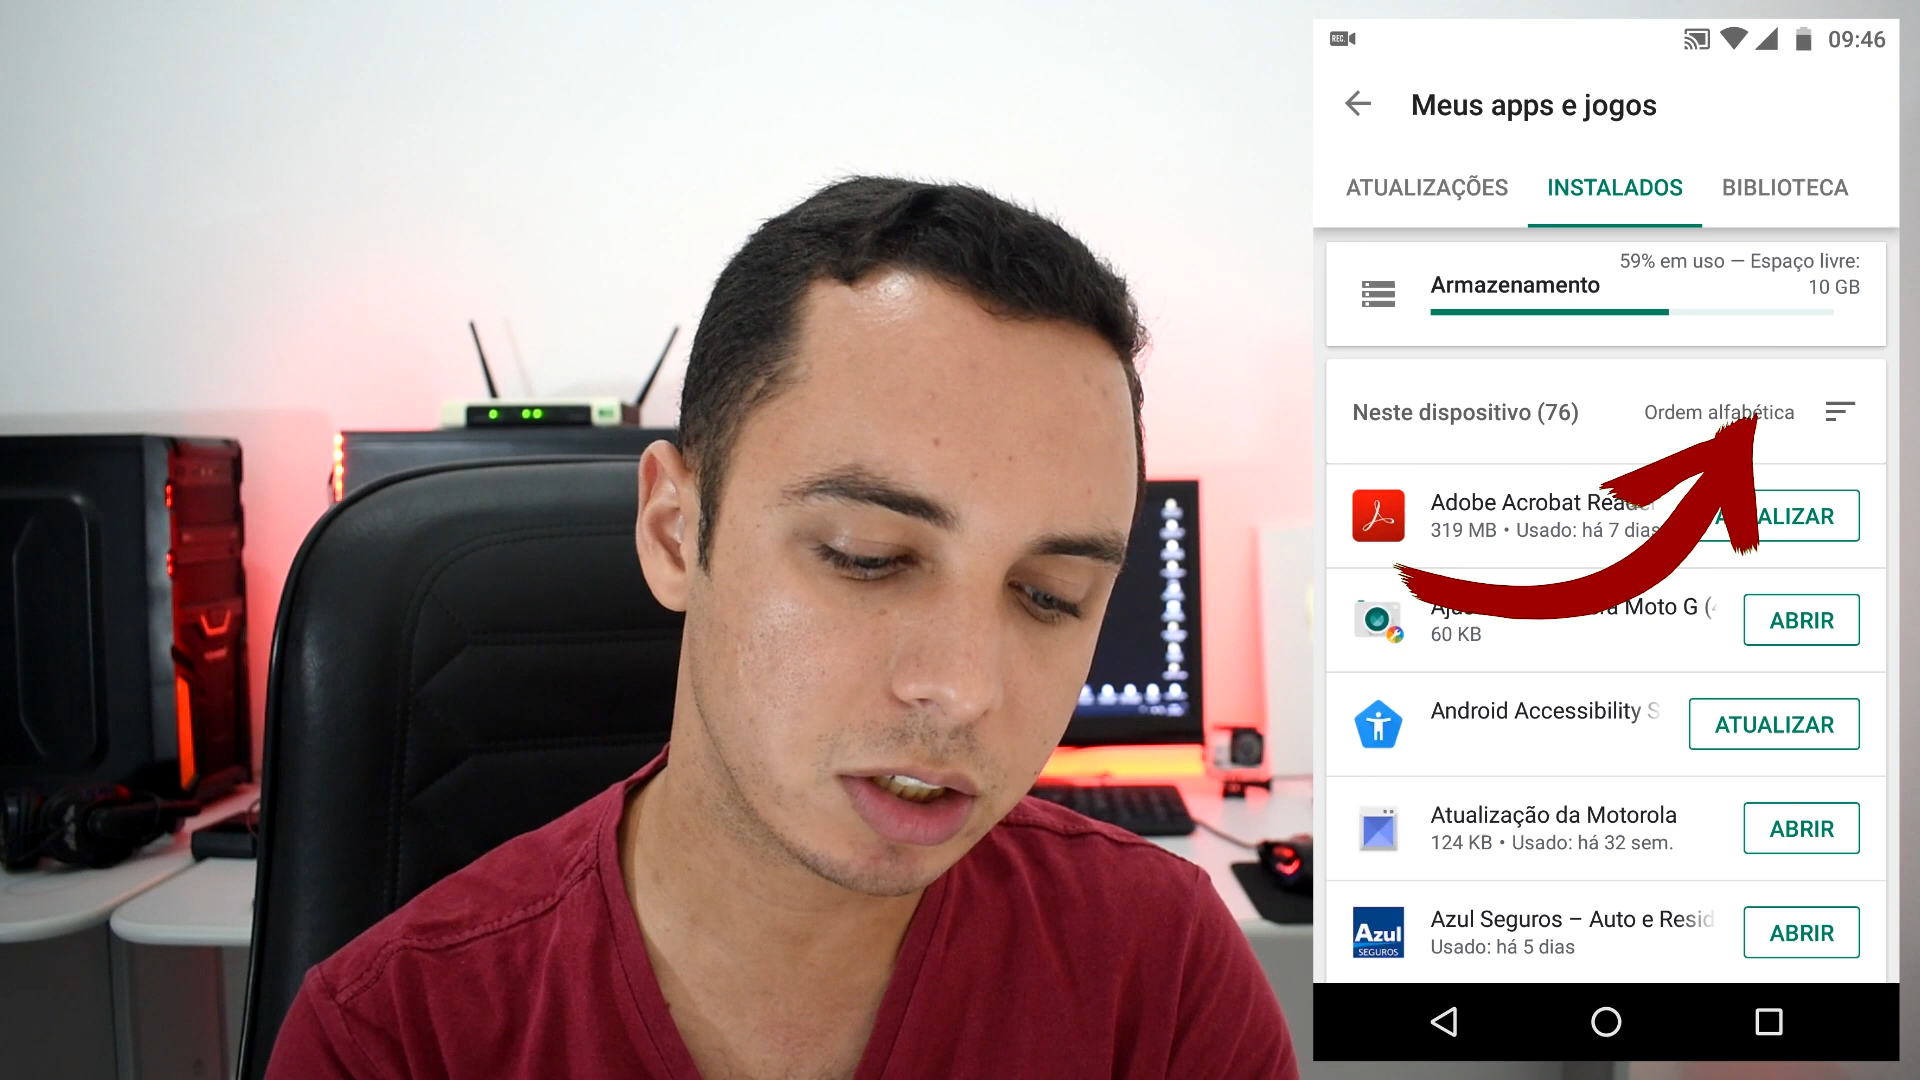 REC
09:46
Meus apps e jogos
ATUALIZAÇÕES INSTALADOS BIBLIOTECA
59% em uso – Espaço livre:
Armazenamento 10 GB
Neste dispositivo (76) Ordem alfabética
Adobe Acrobat Reader
319 MB • Usado: há 7 dias
ATUALIZAR
Moto G (
60 KB
ABRIR
Android Accessibility S
ATUALIZAR
Atualização da Motorola
124 KB • Usado: há 32 sem.
ABRIR
Azul SEGUROS
Azul Seguros – Auto e Resid
Usado: há 5 dias
ABRIR